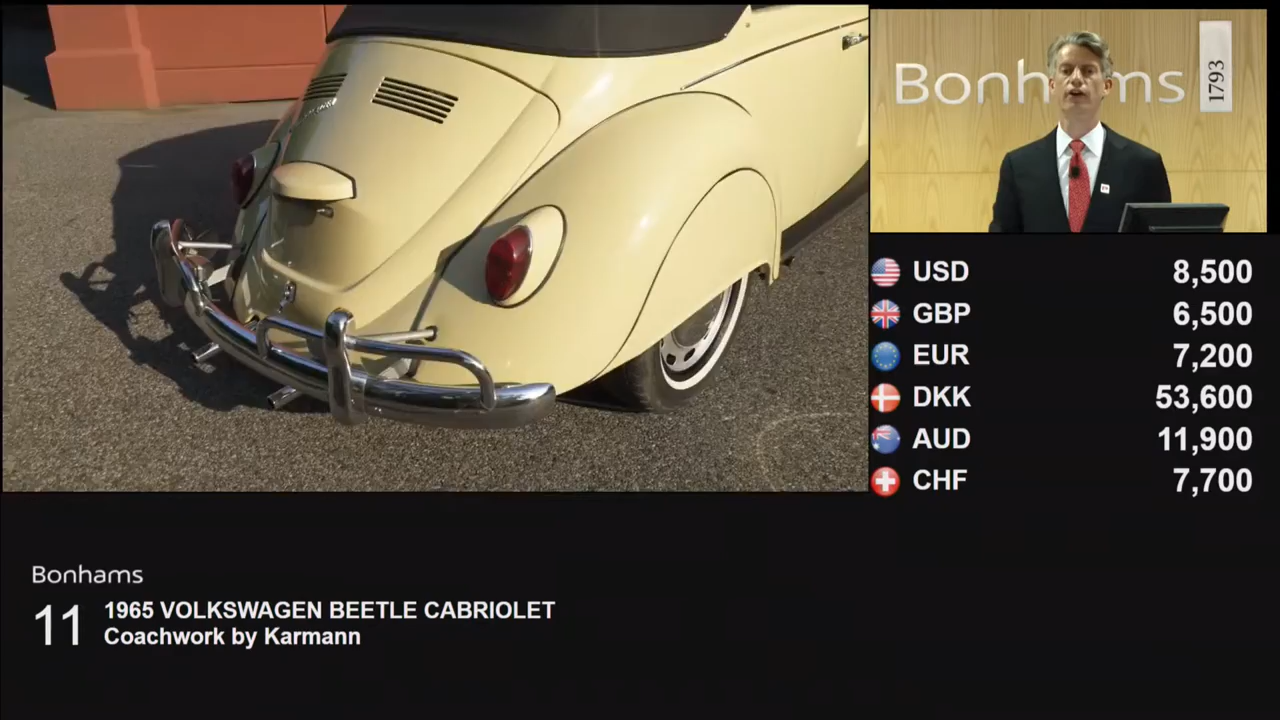 Bonhams 1793
USD 8,500
GBP 6,500
EUR 7,200
DKK 53,600
AUD 11,900
CHF 7,700
Bonhams
11
1965 VOLKSWAGEN BEETLE CABRIOLET
Coachwork by Karmann